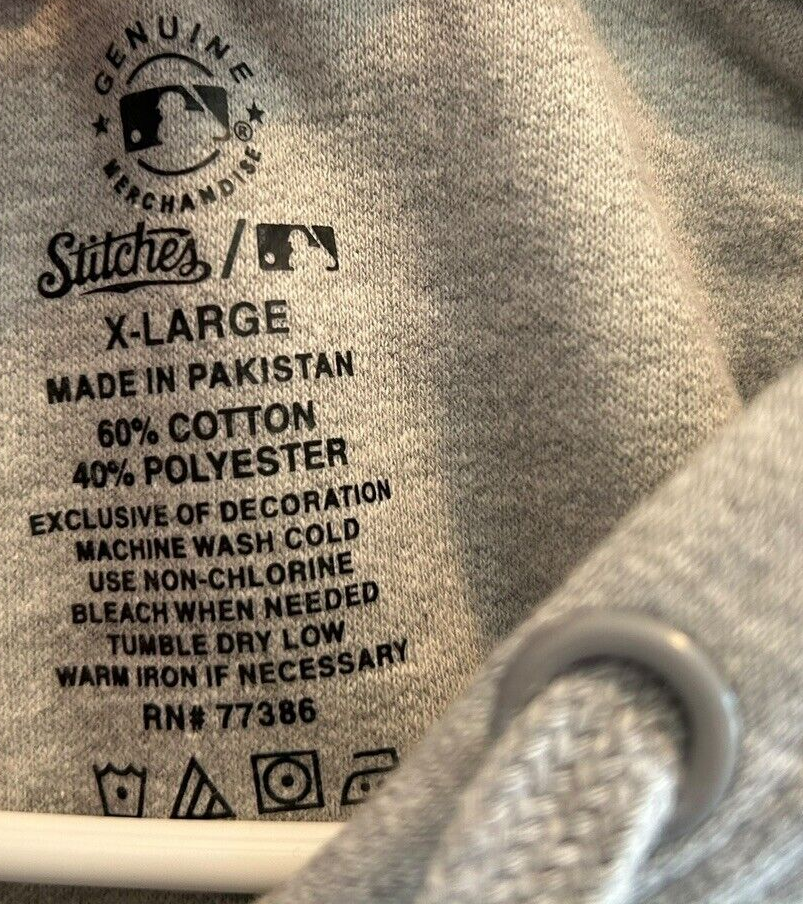 GENUINE
MERCHANDISE
®
Stitches /
X-LARGE
MADE IN PAKISTAN
60% COTTON
40% POLYESTER
EXCLUSIVE OF DECORATION
MACHINE WASH COLD
USE NON-CHLORINE
BLEACH WHEN NEEDED
TUMBLE DRY LOW
WARM IRON IF NECESSARY
RN# 77386